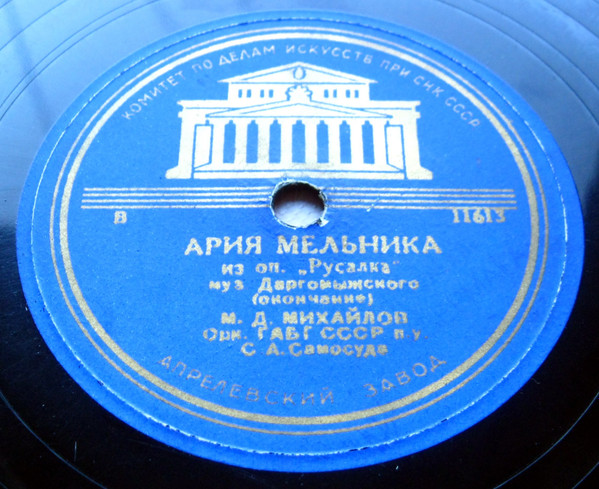 КОМИТЕТ ПО ДЕЛАМ ИСКУССТВ ПРИ СНК СССР
В 11613
АРИЯ МЕЛЬНИКА
из оп. „Русалка"
муз Даргомыжского
(окончание)
М. Д. МИХАЙЛОВ
Орк. ГАБТ СССР п.у.
С А. Самосуда
АПРЕЛЕВСКИЙ ЗАВОД